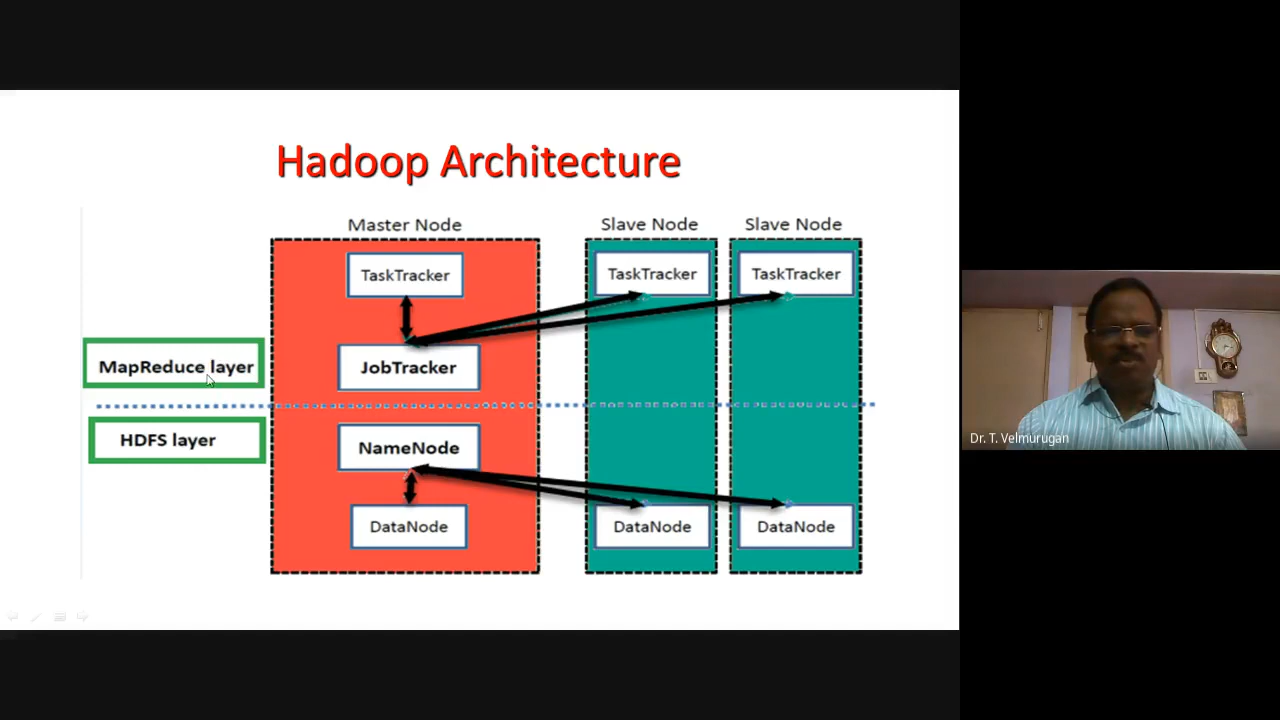 Hadoop Architecture
Master Node
Slave Node
Slave Node
TaskTracker
TaskTracker
TaskTracker
MapReduce layer
JobTracker
HDFS layer
NameNode
DataNode
DataNode
DataNode
Dr. T. Velmurugan